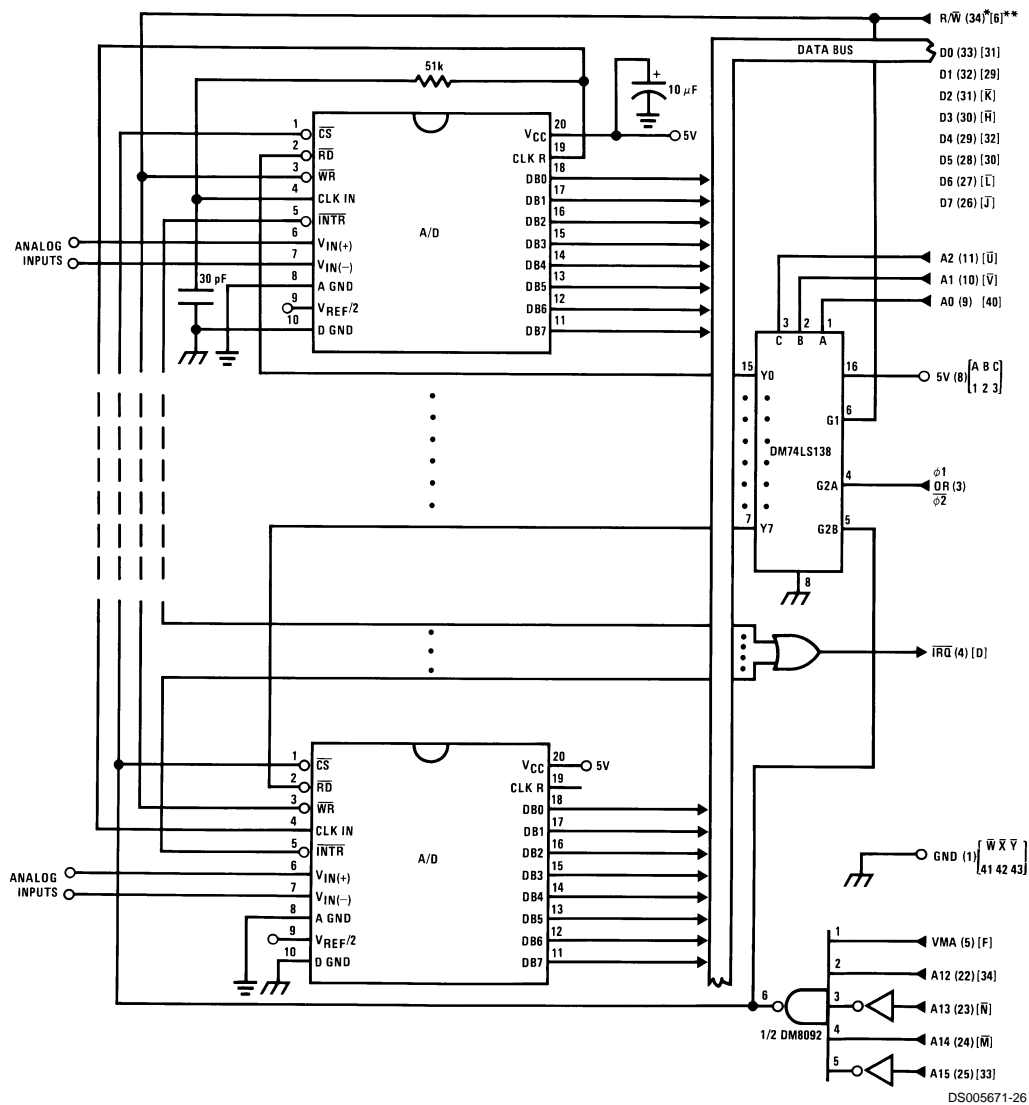 R/W̅ (34)*[6]**
DATA BUS
D0 (33) [31]
D1 (32) [29]
D2 (31) [K̅]
D3 (30) [H̅]
D4 (29) [32]
D5 (28) [30]
D6 (27) [L̅]
D7 (26) [J̅]
51k
+
10 μF
5V
1 C̅S̅
2 R̅D̅
3 W̅R̅
4 CLK IN
5 I̅N̅T̅R̅
6 VIN(+)
7 VIN(−)
8 A GND
9 VREF/2
10 D GND
A/D
VCC 20
CLK R 19
DB0 18
DB1 17
DB2 16
DB3 15
DB4 14
DB5 13
DB6 12
DB7 11
ANALOG
INPUTS
30 pF
A2 (11) [U̅]
A1 (10) [V̅]
A0 (9) [40]
3 2 1
C B A
15 Y0
16
5V (8) [A B C
1 2 3]
6
G1
DM74LS138
4
G2A
φ1
OR (3)
φ̅2̅
7 Y7
5
G2B
8
I̅R̅Q̅ (4) [D]
1 C̅S̅
2 R̅D̅
3 W̅R̅
4 CLK IN
5 I̅N̅T̅R̅
6 VIN(+)
7 VIN(−)
8 A GND
9 VREF/2
10 D GND
A/D
VCC 20
5V
CLK R 19
DB0 18
DB1 17
DB2 16
DB3 15
DB4 14
DB5 13
DB6 12
DB7 11
ANALOG
INPUTS
GND (1) [W̅ X̅ Y̅
41 42 43]
1 VMA (5) [F]
2 A12 (22) [34]
3 A13 (23) [N̅]
4 A14 (24) [M̅]
5 A15 (25) [33]
6
1/2 DM8092
DS005671-26